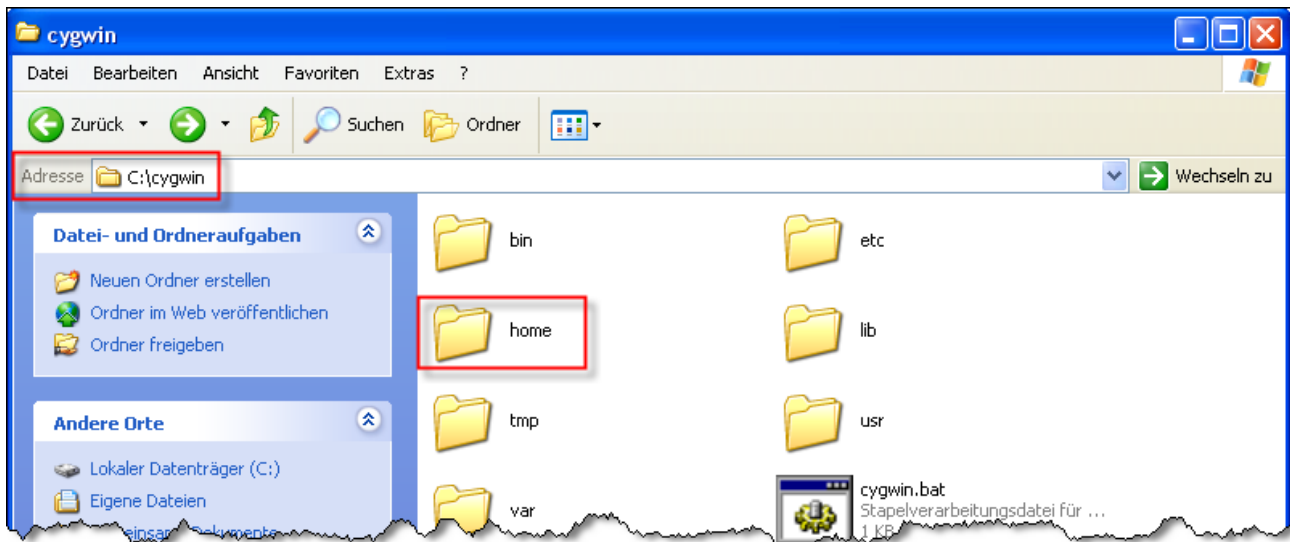 cygwin
Datei Bearbeiten Ansicht Favoriten Extras ?
Zurück Suchen Ordner
Adresse C:\cygwin Wechseln zu
Datei- und Ordneraufgaben
Neuen Ordner erstellen
Ordner im Web veröffentlichen
Ordner freigeben
Andere Orte
Lokaler Datenträger (C:)
Eigene Dateien
bin
etc
home
lib
tmp
usr
var
cygwin.bat
Stapelverarbeitungsdatei für ...
1 KB